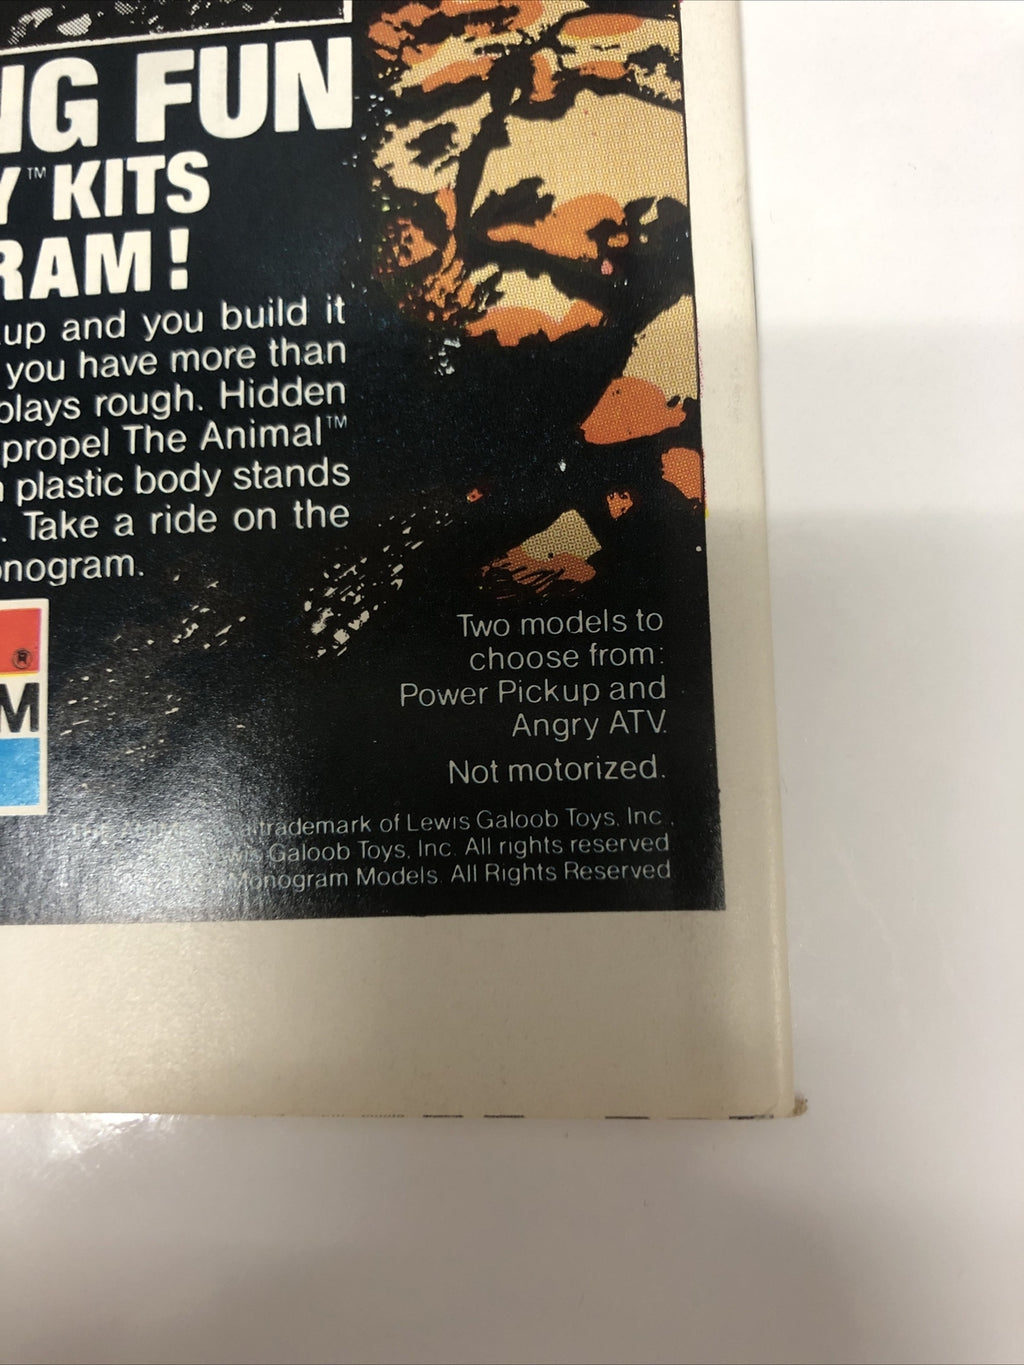 NG FUN
Y™ KITS
RAM!
up and you build it
you have more than
plays rough. Hidden
propel The Animal™
plastic body stands
. Take a ride on the
onogram.
®
M
Two models to
choose from:
Power Pickup and
Angry ATV.
Not motorized.
a trademark of Lewis Galoob Toys, Inc.,
Galoob Toys, Inc. All rights reserved
Monogram Models. All Rights Reserved